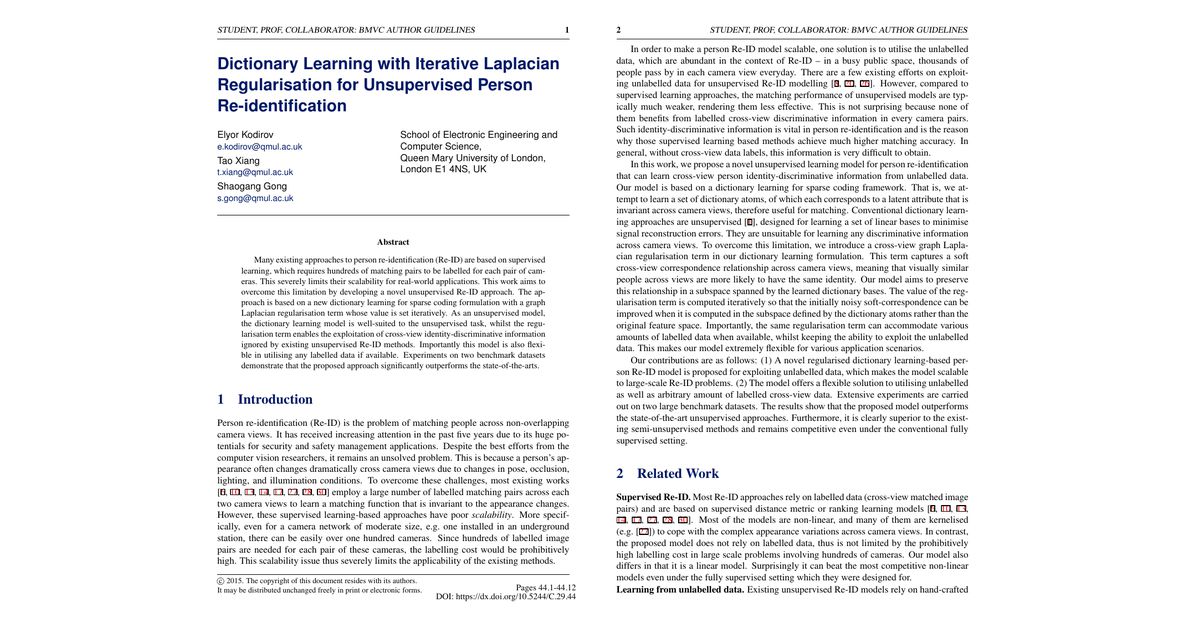 STUDENT, PROF, COLLABORATOR: BMVC AUTHOR GUIDELINES 1
Dictionary Learning with Iterative Laplacian
Regularisation for Unsupervised Person
Re-identification
Elyor Kodirov
e.kodirov@qmul.ac.uk
Tao Xiang
t.xiang@qmul.ac.uk
Shaogang Gong
s.gong@qmul.ac.uk
School of Electronic Engineering and
Computer Science,
Queen Mary University of London,
London E1 4NS, UK
Abstract
Many existing approaches to person re-identification (Re-ID) are based on supervised
learning, which requires hundreds of matching pairs to be labelled for each pair of cam-
eras. This severely limits their scalability for real-world applications. This work aims to
overcome this limitation by developing a novel unsupervised Re-ID approach. The ap-
proach is based on a new dictionary learning for sparse coding formulation with a graph
Laplacian regularisation term whose value is set iteratively. As an unsupervised model,
the dictionary learning model is well-suited to the unsupervised task, whilst the regu-
larisation term enables the exploitation of cross-view identity-discriminative information
ignored by existing unsupervised Re-ID methods. Importantly this model is also flexi-
ble in utilising any labelled data if available. Experiments on two benchmark datasets
demonstrate that the proposed approach significantly outperforms the state-of-the-arts.
1 Introduction
Person re-identification (Re-ID) is the problem of matching people across non-overlapping
camera views. It has received increasing attention in the past five years due to its huge po-
tentials for security and safety management applications. Despite the best efforts from the
computer vision researchers, it remains an unsolved problem. This is because a person's ap-
pearance often changes dramatically cross camera views due to changes in pose, occlusion,
lighting, and illumination conditions. To overcome these challenges, most existing works
employ a large number of labelled matching pairs across each
two camera views to learn a matching function that is invariant to the appearance changes.
However, these supervised learning-based approaches have poor scalability. More specif-
ically, even for a camera network of moderate size, e.g. one installed in an underground
station, there can be easily over one hundred cameras. Since hundreds of labelled image
pairs are needed for each pair of these cameras, the labelling cost would be prohibitively
high. This scalability issue thus severely limits the applicability of the existing methods.
© 2015. The copyright of this document resides with its authors.
It may be distributed unchanged freely in print or electronic forms.
Pages 44.1-44.12
DOI: https://dx.doi.org/10.5244/C.29.44
2 STUDENT, PROF, COLLABORATOR: BMVC AUTHOR GUIDELINES
In order to make a person Re-ID model scalable, one solution is to utilise the unlabelled
data, which are abundant in the context of Re-ID – in a busy public space, thousands of
people pass by in each camera view everyday. There are a few existing efforts on exploit-
ing unlabelled data for unsupervised Re-ID modelling. However, compared to
supervised learning approaches, the matching performance of unsupervised models are typ-
ically much weaker, rendering them less effective. This is not surprising because none of
them benefits from labelled cross-view discriminative information in every camera pairs.
Such identity-discriminative information is vital in person re-identification and is the reason
why those supervised learning based methods achieve much higher matching accuracy. In
general, without cross-view data labels, this information is very difficult to obtain.
In this work, we propose a novel unsupervised learning model for person re-identification
that can learn cross-view person identity-discriminative information from unlabelled data.
Our model is based on a dictionary learning for sparse coding framework. That is, we at-
tempt to learn a set of dictionary atoms, of which each corresponds to a latent attribute that is
invariant across camera views, therefore useful for matching. Conventional dictionary learn-
ing approaches are unsupervised, designed for learning a set of linear bases to minimise
signal reconstruction errors. They are unsuitable for learning any discriminative information
across camera views. To overcome this limitation, we introduce a cross-view graph Lapla-
cian regularisation term in our dictionary learning formulation. This term captures a soft
cross-view correspondence relationship across camera views, meaning that visually similar
people across views are more likely to have the same identity. Our model aims to preserve
this relationship in a subspace spanned by the learned dictionary bases. The value of the reg-
ularisation term is computed iteratively so that the initially noisy soft-correspondence can be
improved when it is computed in the subspace defined by the dictionary atoms rather than the
original feature space. Importantly, the same regularisation term can accommodate various
amounts of labelled data when available, whilst keeping the ability to exploit the unlabelled
data. This makes our model extremely flexible for various application scenarios.
Our contributions are as follows: (1) A novel regularised dictionary learning-based per-
son Re-ID model is proposed for exploiting unlabelled data, which makes the model scalable
to large-scale Re-ID problems. (2) The model offers a flexible solution to utilising unlabelled
as well as arbitrary amount of labelled cross-view data. Extensive experiments are carried
out on two large benchmark datasets. The results show that the proposed model outperforms
the state-of-the-art unsupervised approaches. Furthermore, it is clearly superior to the exist-
ing semi-unsupervised methods and remains competitive even under the conventional fully
supervised setting.
2 Related Work
Supervised Re-ID. Most Re-ID approaches rely on labelled data (cross-view matched image
pairs) and are based on supervised distance metric or ranking learning models
Most of the models are non-linear, and many of them are kernelised
(e.g. ) to cope with the complex appearance variations across camera views. In contrast,
the proposed model does not rely on labelled data, thus is not limited by the prohibitively
high labelling cost in large scale problems involving hundreds of cameras. Our model also
differs in that it is a linear model. Surprisingly it can beat the most competitive non-linear
models even under the fully supervised setting which they were designed for.
Learning from unlabelled data. Existing unsupervised Re-ID models rely on hand-crafted